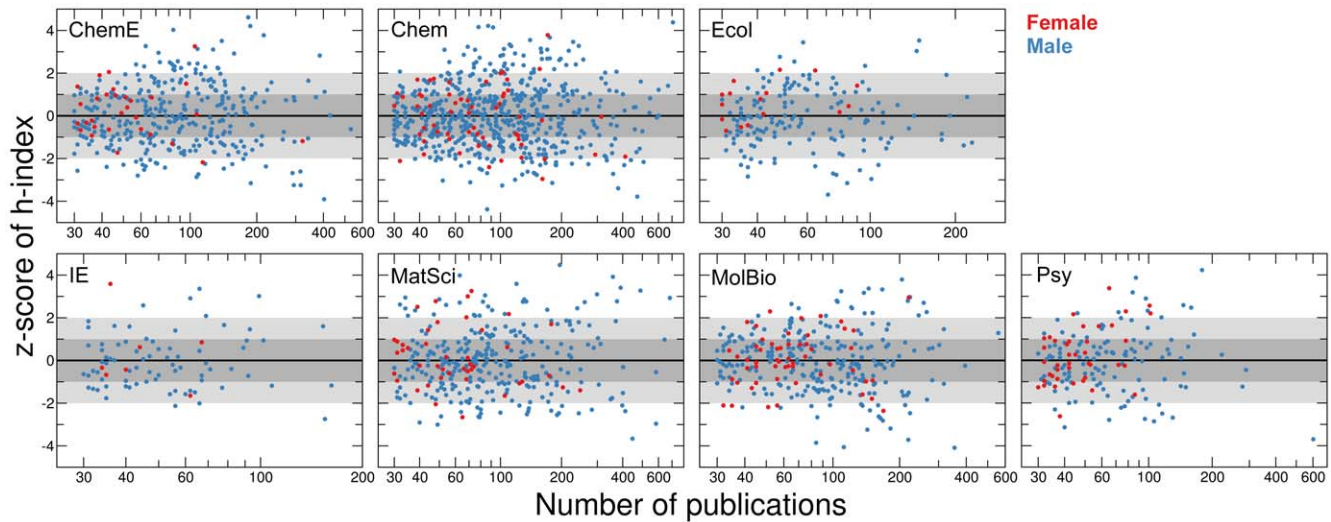 ChemE
Chem
Ecol
Female
Male
4
2
0
-2
-4
30 40 60 100 200 400 600
30 40 60 100 200 400 600
30 40 60 100 200
z-score of h-index
IE
MatSci
MolBio
Psy
4
2
0
-2
-4
30 40 60 100 200
30 40 60 100 200 400 600
30 40 60 100 200 400 600
30 40 60 100 200 400 600
Number of publications